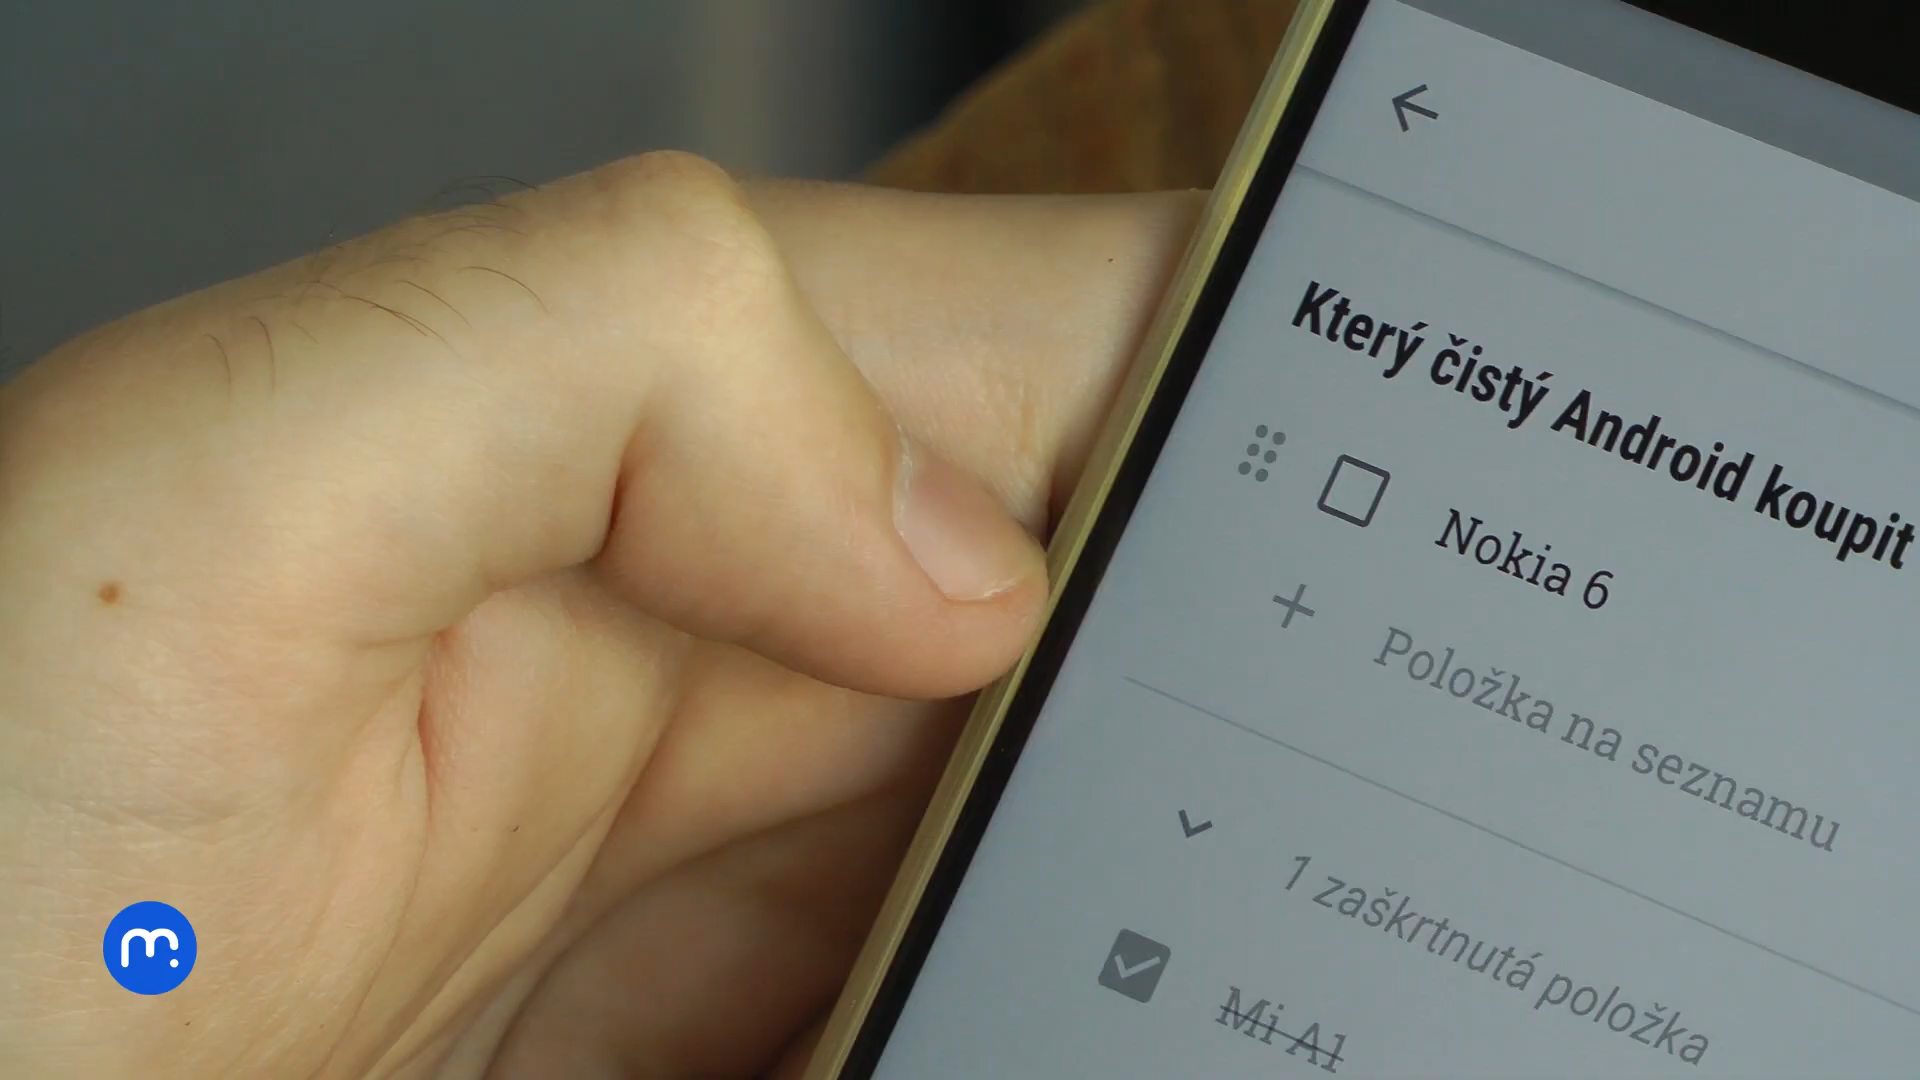 Který čistý Android koupit
Nokia 6
Položka na seznamu
1 zaškrtnutá položka
Mi A1
m.